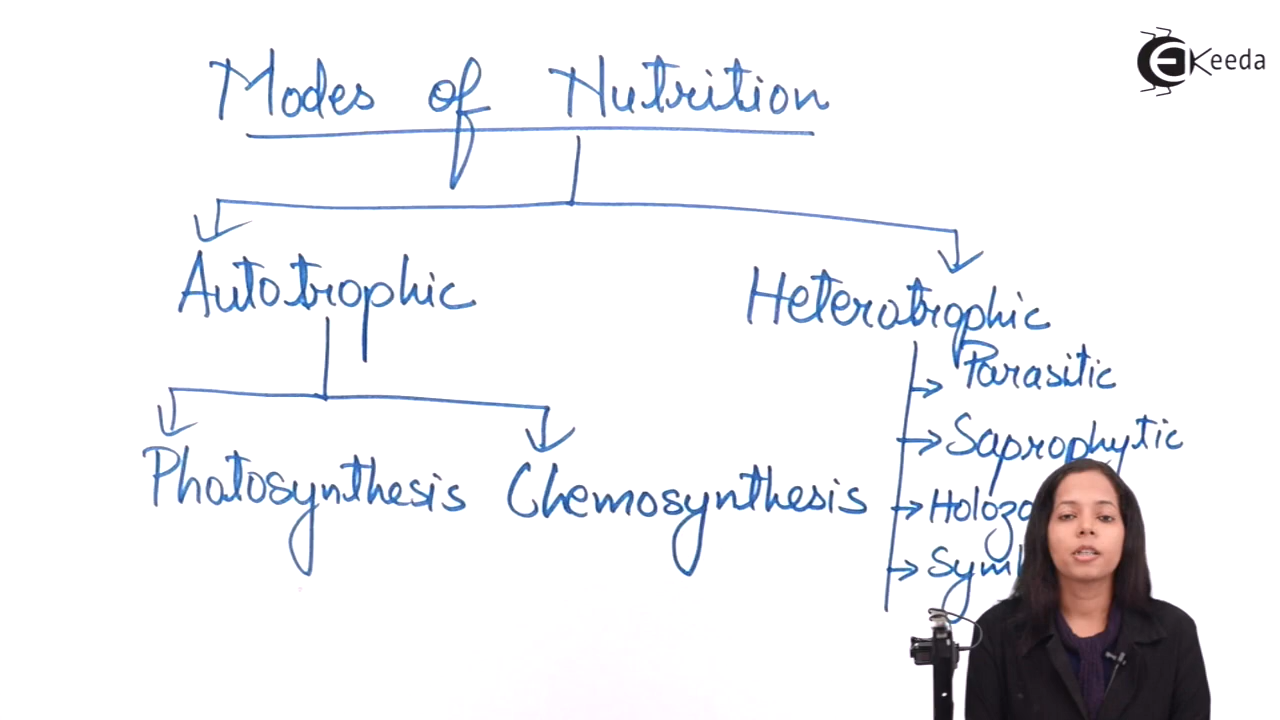 Keeda
Modes of Nutrition
Autotrophic
Heterotrophic
Parasitic
Saprophytic
Photosynthesis Chemosynthesis